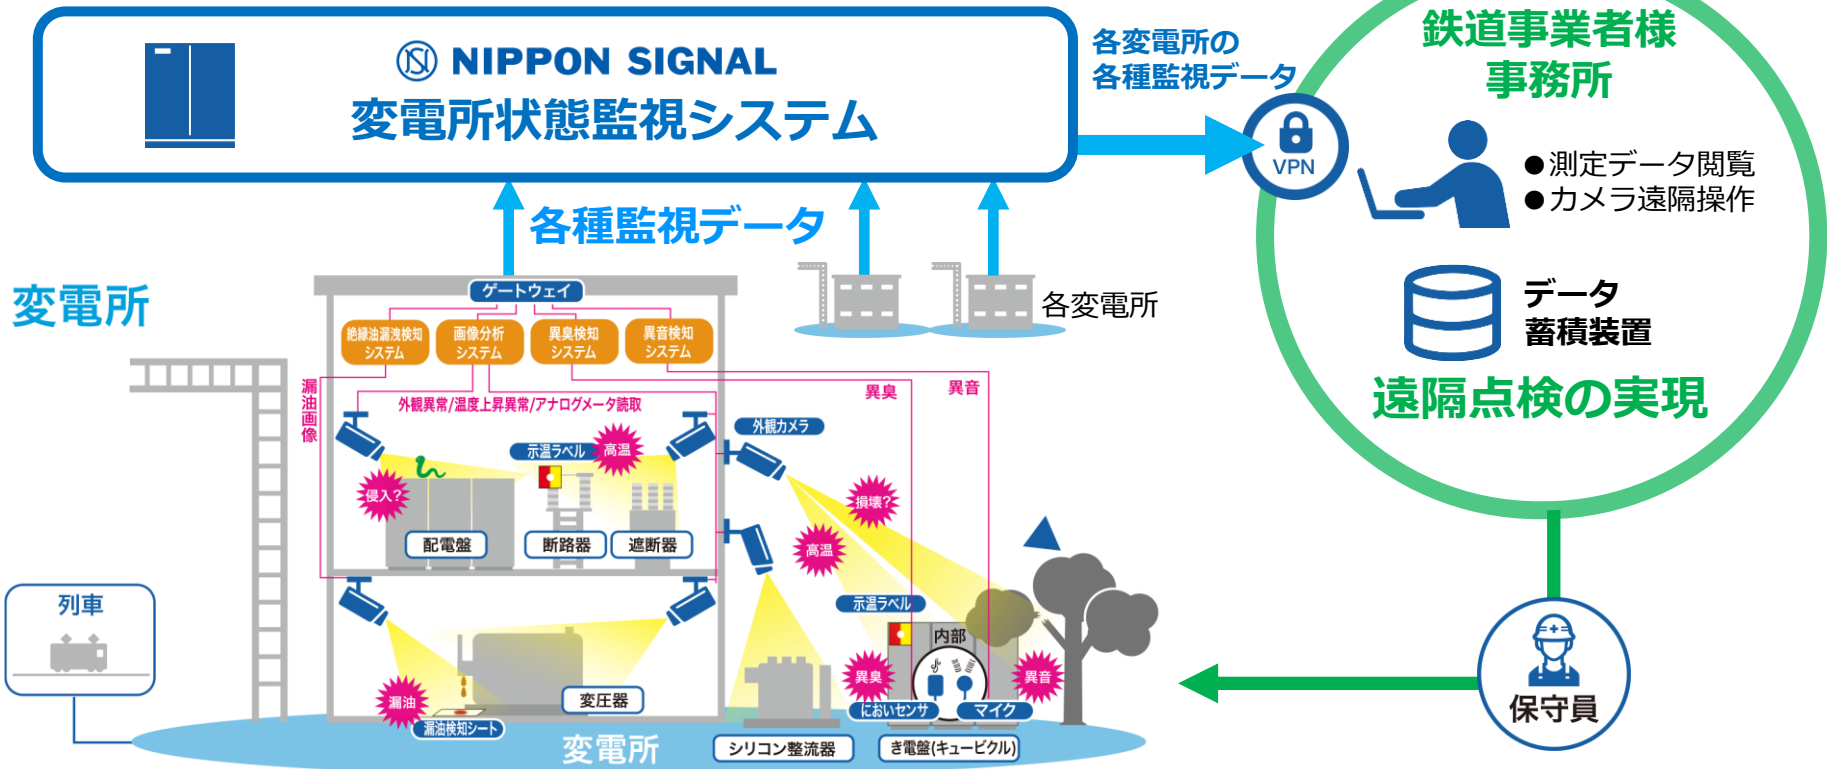 NIPPON SIGNAL
変電所状態監視システム
各変電所の
各種監視データ
VPN
鉄道事業者様
事務所
●測定データ閲覧
●カメラ遠隔操作
データ
蓄積装置
遠隔点検の実現
各種監視データ
変電所
各変電所
ゲートウェイ
絶縁油漏洩検知
システム
画像分析
システム
異臭検知
システム
異音検知
システム
漏油画像
外観異常/温度上昇異常/アナログメータ読取
異臭
異音
外観カメラ
示温ラベル
高温
侵入?
損壊?
高温
配電盤
断路器
遮断器
示温ラベル
列車
内部
異臭
異音
漏油
変圧器
においセンサ
マイク
漏油検知シート
変電所
シリコン整流器
き電盤(キュービクル)
保守員